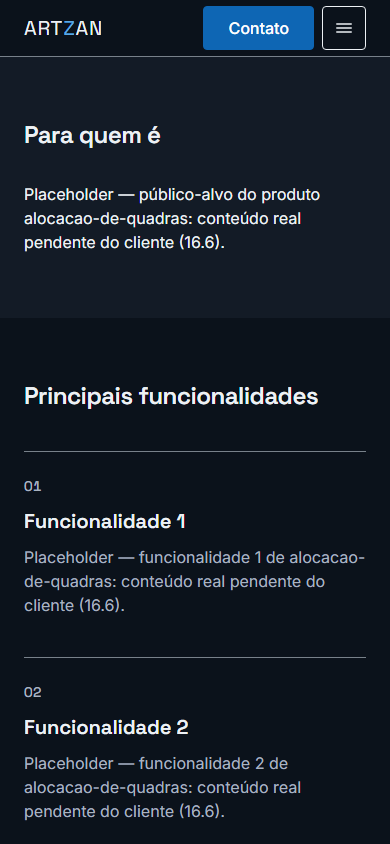 ARTZAN
Contato
Para quem é
Placeholder — público-alvo do produto
alocacao-de-quadras: conteúdo real
pendente do cliente (16.6).
Principais funcionalidades
01
Funcionalidade 1
Placeholder — funcionalidade 1 de alocacao-
de-quadras: conteúdo real pendente do
cliente (16.6).
02
Funcionalidade 2
Placeholder — funcionalidade 2 de
alocacao-de-quadras: conteúdo real
pendente do cliente (16.6).